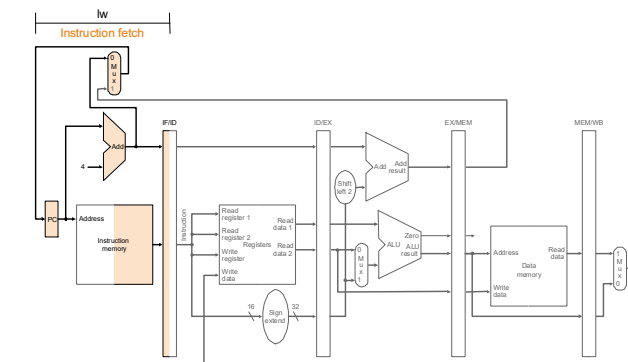 lw
Instruction fetch
0
M
u
x
1
IF/ID
ID/EX
EX/MEM
MEM/WB
Add
4
Add
Add
result
Shift
left 2
PC
Address
Instruction
memory
Instruction
Read
register 1
Read
register 2
Write
register
Write
data
Registers
Read
data 1
Read
data 2
0
M
u
x
1
Zero
ALU
ALU
result
Address
Write
data
Data
memory
Read
data
1
M
u
x
0
16
Sign
extend
32